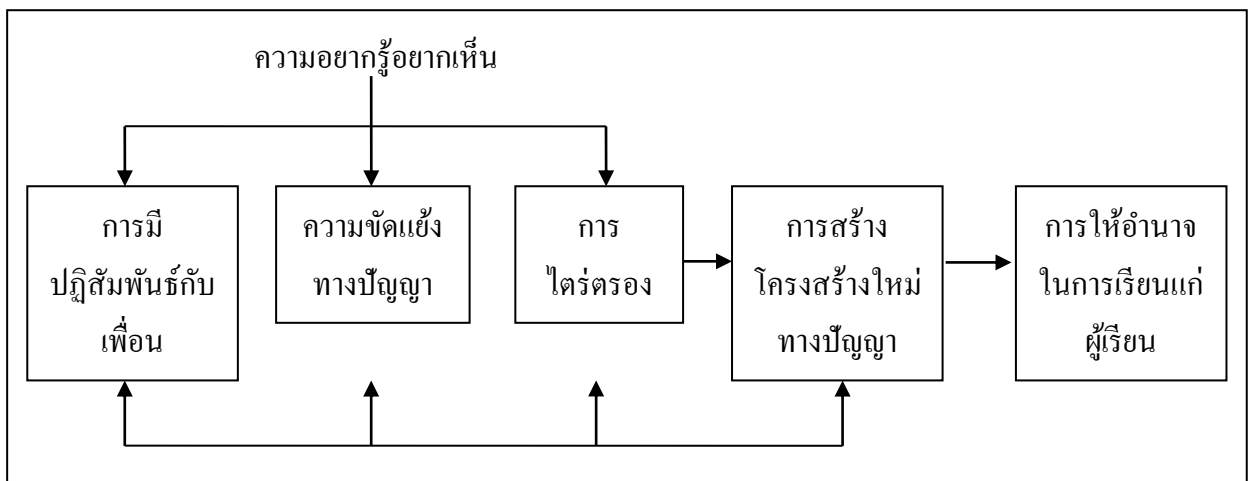 ความอยากรู้อยากเห็น
การมี
ปฏิสัมพันธ์กับ
เพื่อน
ความขัดแย้ง
ทางปัญญา
การ
ไตร่ตรอง
การสร้าง
โครงสร้างใหม่
ทางปัญญา
การให้อำนาจ
ในการเรียนแก่
ผู้เรียน